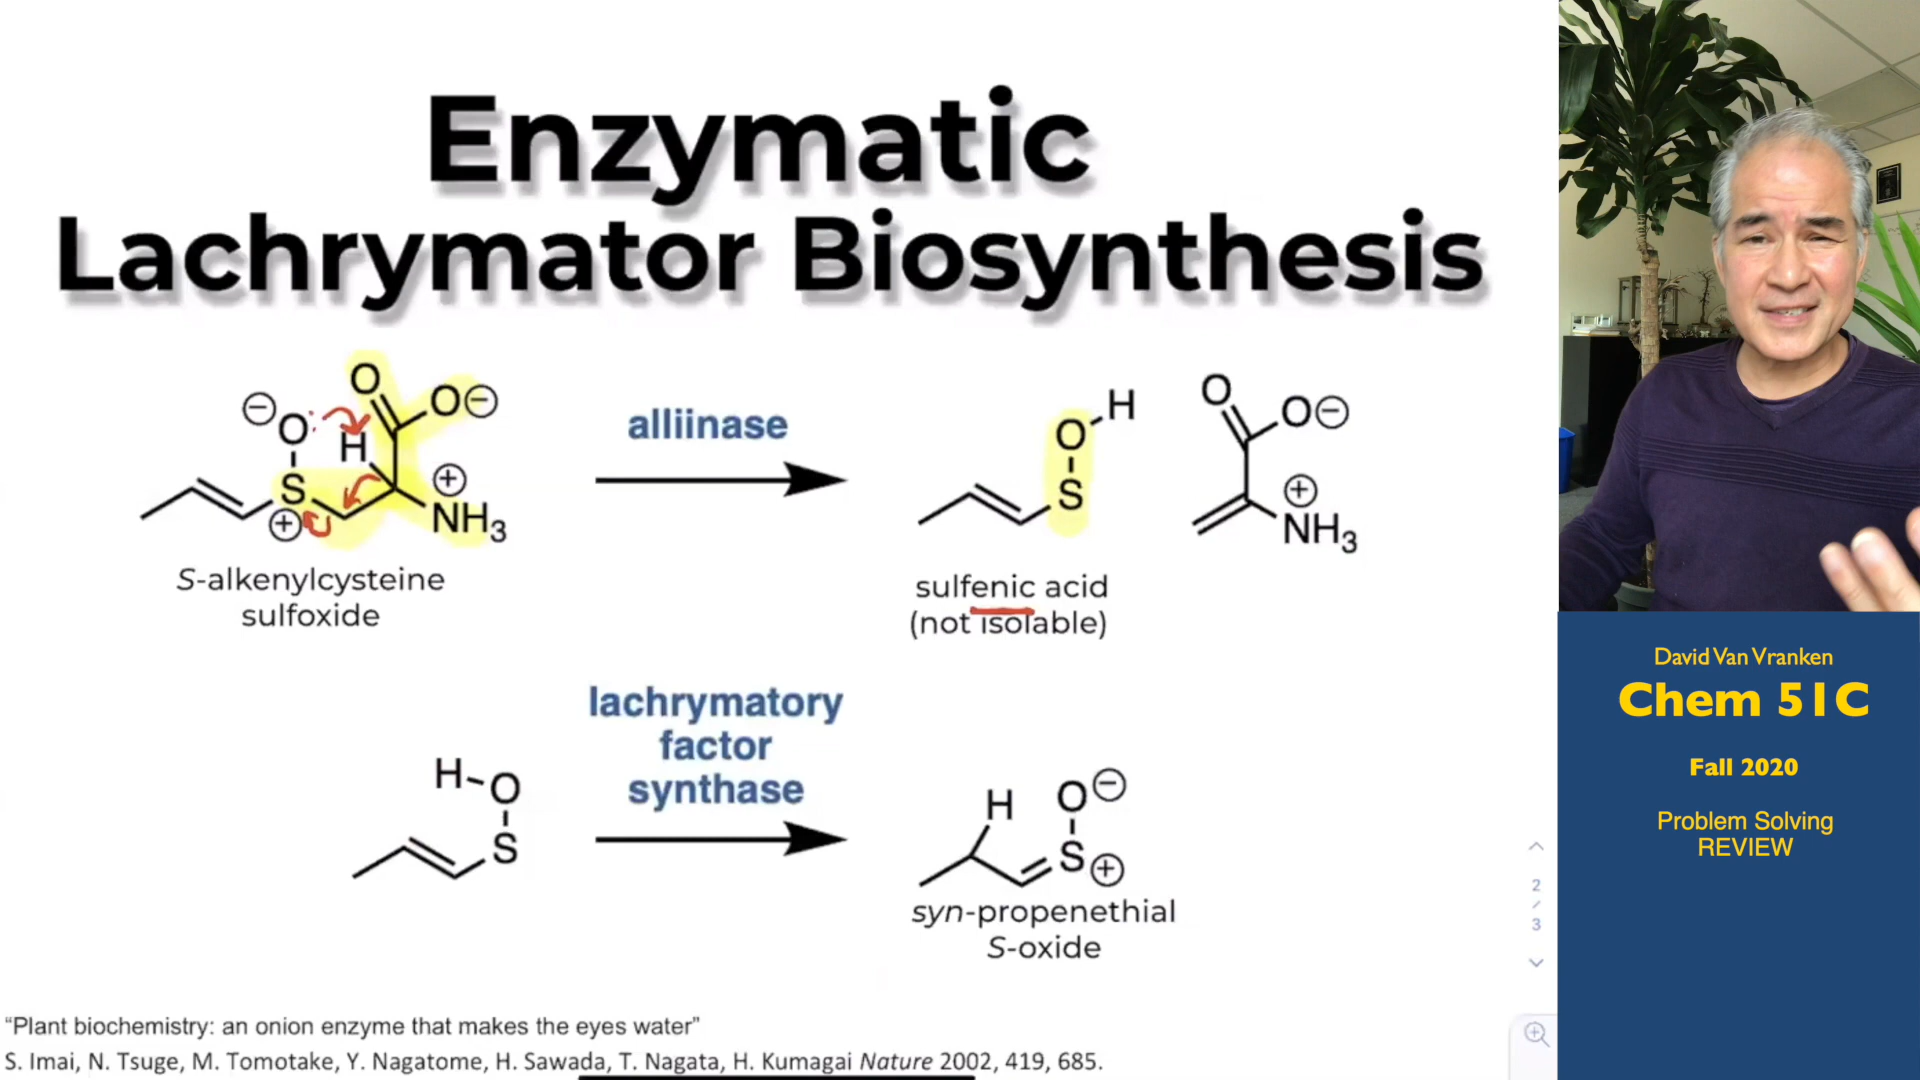 Enzymatic
Lachrymator Biosynthesis
O
O⊖
⊖
O
H
S
⊕
⊕
NH₃
S-alkenylcysteine
sulfoxide
alliinase
H
O
S
sulfenic acid
(not isolable)
O
O⊖
⊕
NH₃
H-O
S
lachrymatory
factor
synthase
H
O⊖
S⊕
syn-propenethial
S-oxide
“Plant biochemistry: an onion enzyme that makes the eyes water”
S. Imai, N. Tsuge, M. Tomotake, Y. Nagatome, H. Sawada, T. Nagata, H. Kumagai Nature 2002, 419, 685.
2
/
3
David Van Vranken
Chem 51C
Fall 2020
Problem Solving
REVIEW